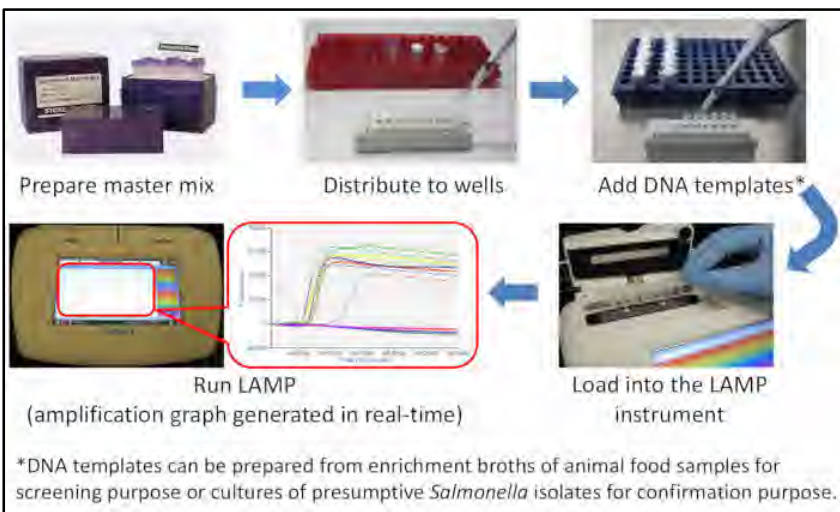 Prepare master mix
Distribute to wells
Add DNA templates*
Run LAMP
(amplification graph generated in real-time)
Load into the LAMP
instrument
*DNA templates can be prepared from enrichment broths of animal food samples for
screening purpose or cultures of presumptive Salmonella isolates for confirmation purpose.